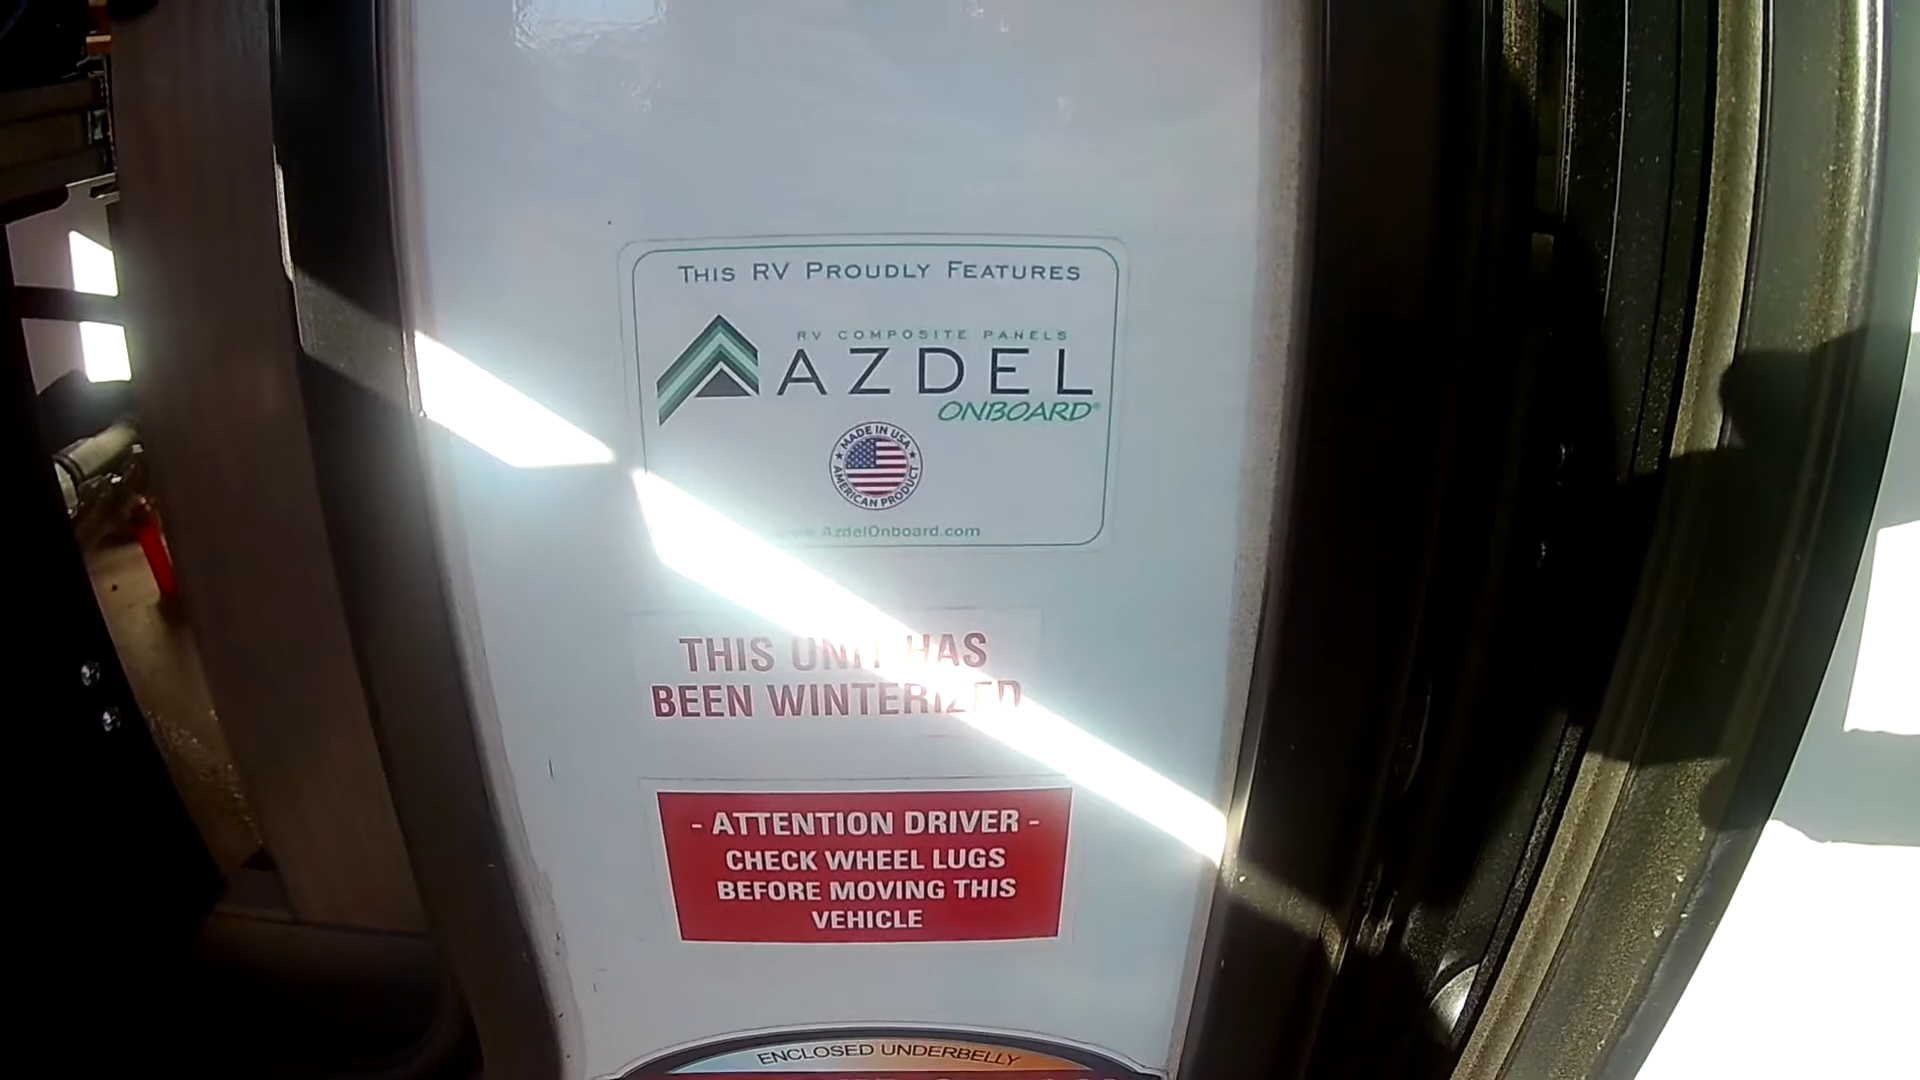 THIS RV PROUDLY FEATURES
RV COMPOSITE PANELS
AZDEL
ONBOARD®
MADE IN USA
AMERICAN PRODUCT
AzdelOnboard.com
THIS UNIT HAS
BEEN WINTERIZED
- ATTENTION DRIVER -
CHECK WHEEL LUGS
BEFORE MOVING THIS
VEHICLE
ENCLOSED UNDERBELLY